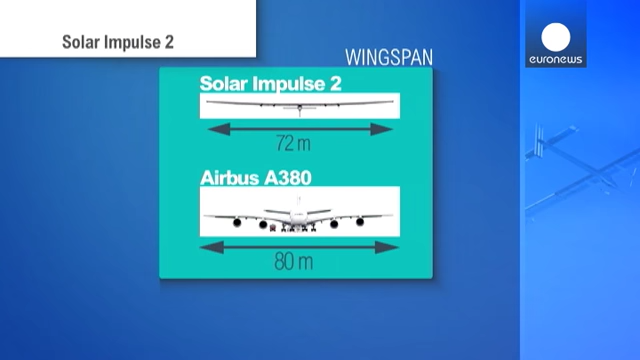 Solar Impulse 2
euronews
WINGSPAN
Solar Impulse 2
72 m
Airbus A380
80 m